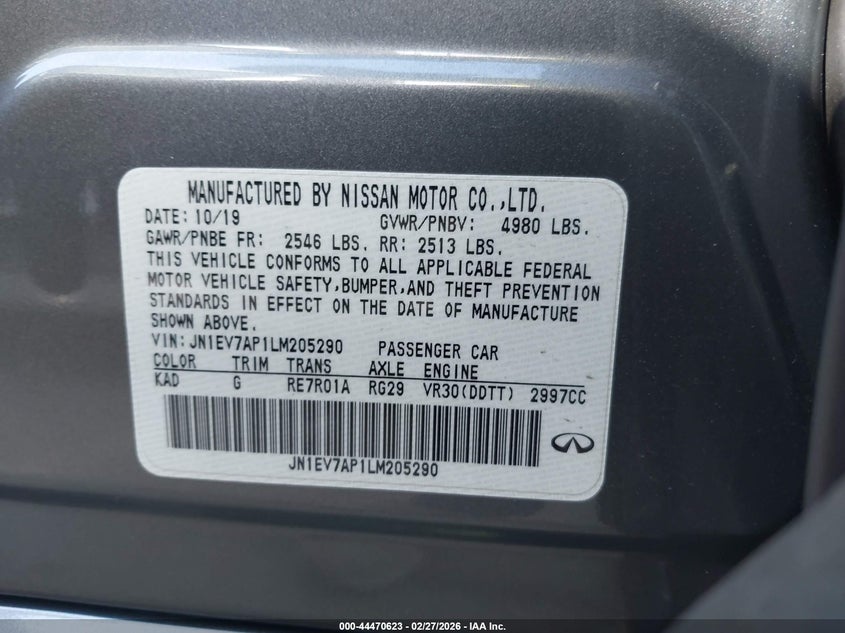 MANUFACTURED BY NISSAN MOTOR CO.,LTD.
DATE: 10/19 GVWR/PNBV: 4980 LBS.
GAWR/PNBE FR: 2546 LBS. RR: 2513 LBS.
THIS VEHICLE CONFORMS TO ALL APPLICABLE FEDERAL
MOTOR VEHICLE SAFETY,BUMPER,AND THEFT PREVENTION
STANDARDS IN EFFECT ON THE DATE OF MANUFACTURE
SHOWN ABOVE.
VIN: JN1EV7AP1LM205290 PASSENGER CAR
COLOR TRIM TRANS AXLE ENGINE
KAD G RE7R01A RG29 VR30(DDTT) 2997CC
JN1EV7AP1LM205290
000-44470623 — 02/27/2026 - IAA Inc.